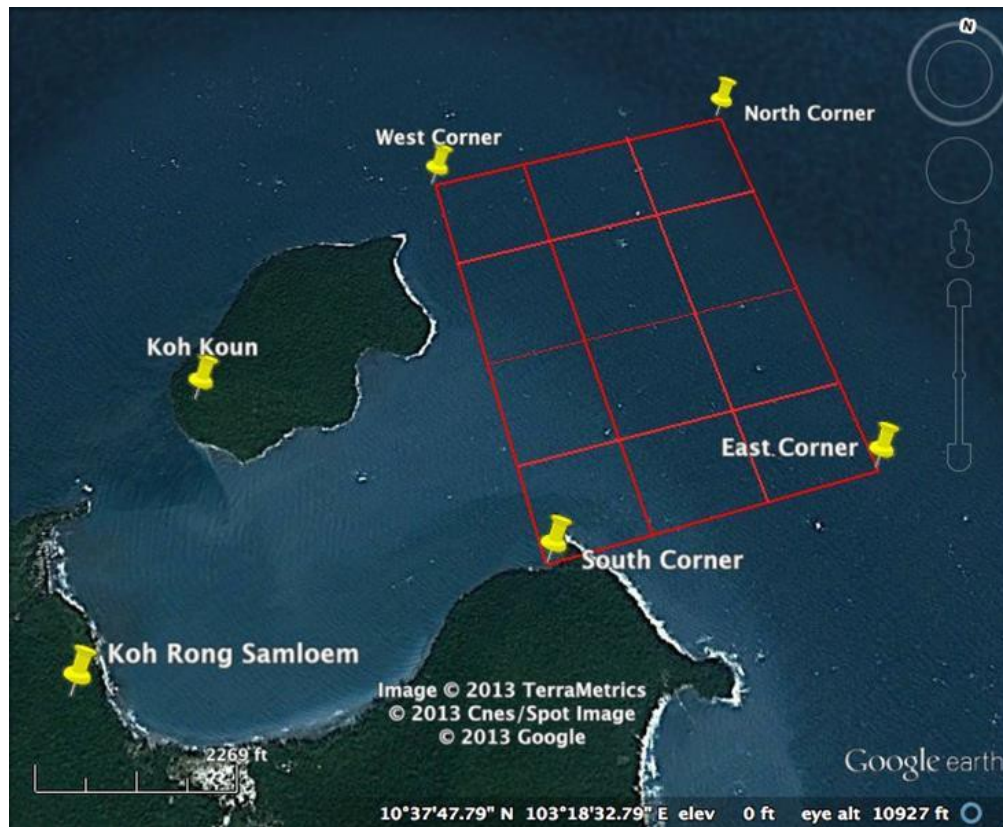 N
North Corner
West Corner
Koh Koun
East Corner
South Corner
Koh Rong Samloem
Image © 2013 TerraMetrics
© 2013 Cnes/Spot Image
© 2013 Google
2269 ft
Google earth
10°37'47.79" N 103°18'32.79" E elev 0 ft eye alt 10927 ft